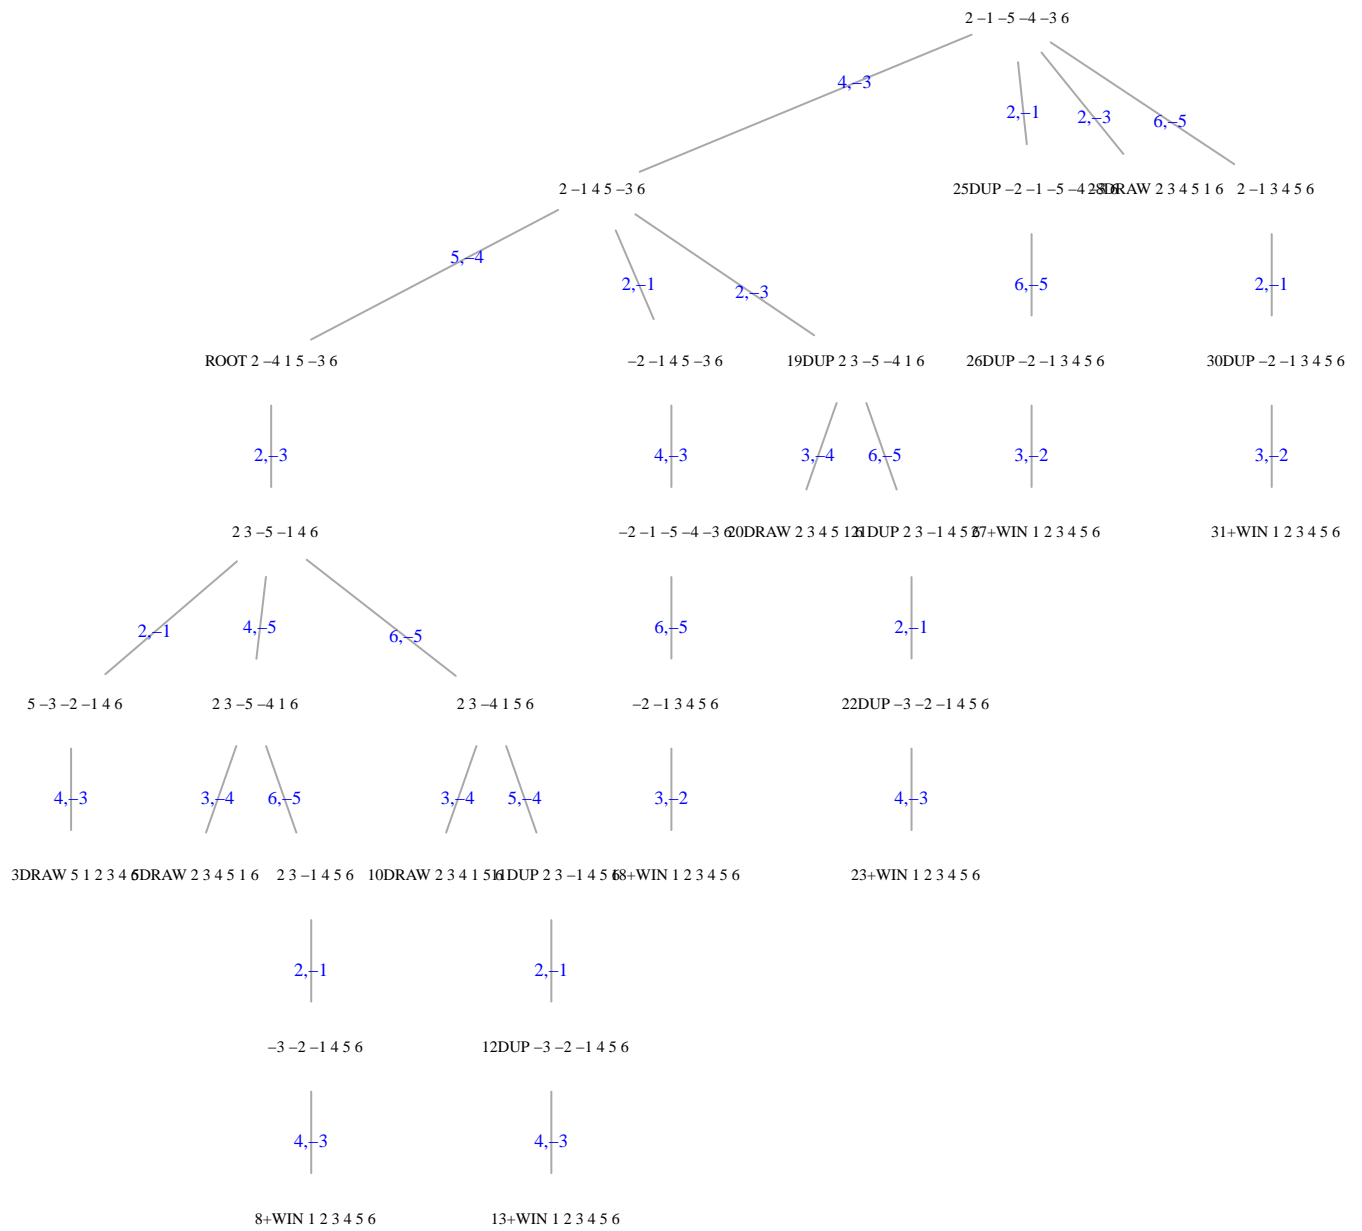 2 −1 −5 −4 −3 6
4,−3
2,−1
2,−3
6,−5
2 −1 4 5 −3 6
25DUP −2 −1 −5 −4 −3 6
28DRAW 2 3 4 5 1 6
2 −1 3 4 5 6
5,−4
2,−1
2,−3
6,−5
2,−1
ROOT 2 −4 1 5 −3 6
−2 −1 4 5 −3 6
19DUP 2 3 −5 −4 1 6
26DUP −2 −1 3 4 5 6
30DUP −2 −1 3 4 5 6
2,−3
4,−3
3,−4
6,−5
3,−2
3,−2
2 3 −5 −1 4 6
−2 −1 −5 −4 −3 6
20DRAW 2 3 4 5 1 6
21DUP 2 3 −1 4 5 6
27+WIN 1 2 3 4 5 6
31+WIN 1 2 3 4 5 6
2,−1
4,−5
6,−5
6,−5
2,−1
5 −3 −2 −1 4 6
2 3 −5 −4 1 6
2 3 −4 1 5 6
−2 −1 3 4 5 6
22DUP −3 −2 −1 4 5 6
4,−3
3,−4
6,−5
3,−4
5,−4
3,−2
4,−3
3DRAW 5 1 2 3 4 6
5DRAW 2 3 4 5 1 6
2 3 −1 4 5 6
10DRAW 2 3 4 1 5 6
11DUP 2 3 −1 4 5 6
18+WIN 1 2 3 4 5 6
23+WIN 1 2 3 4 5 6
2,−1
2,−1
−3 −2 −1 4 5 6
12DUP −3 −2 −1 4 5 6
4,−3
4,−3
8+WIN 1 2 3 4 5 6
13+WIN 1 2 3 4 5 6